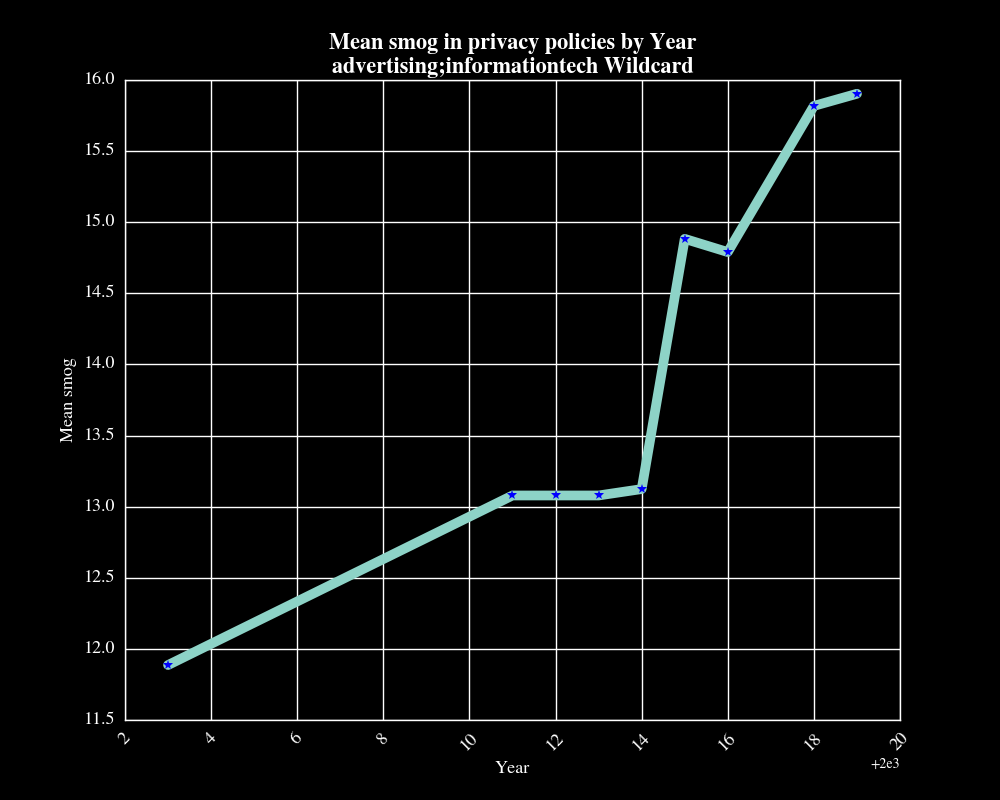 Mean smog in privacy policies by Year
advertising;informationtech Wildcard
16.0
15.5
15.0
14.5
14.0
13.5
13.0
12.5
12.0
11.5
Mean smog
2 4 6 8 10 12 14 16 18 20
Year
+2e3